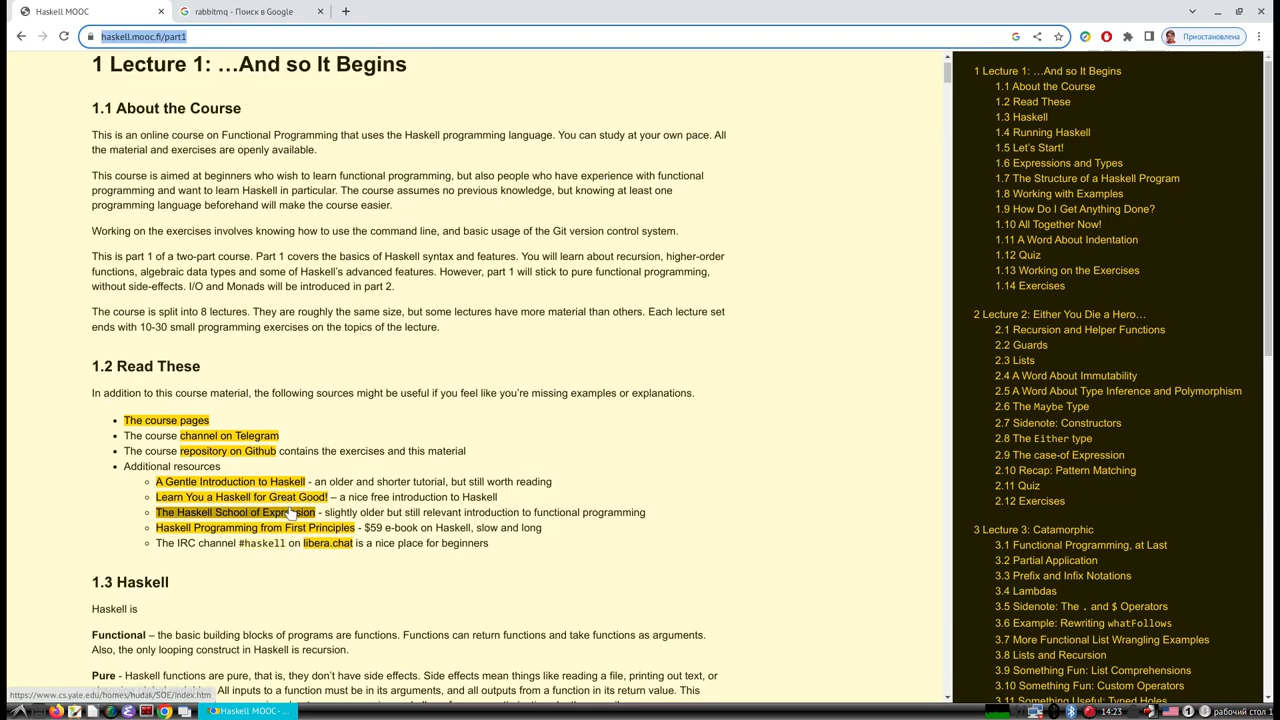 Haskell MOOC
rabbitmq - Поиск в Google
haskell.mooc.fi/part1
Приостановлена
1 Lecture 1: …And so It Begins
1.1 About the Course
This is an online course on Functional Programming that uses the Haskell programming language. You can study at your own pace. All
the material and exercises are openly available.
This course is aimed at beginners who wish to learn functional programming, but also people who have experience with functional
programming and want to learn Haskell in particular. The course assumes no previous knowledge, but knowing at least one
programming language beforehand will make the course easier.
Working on the exercises involves knowing how to use the command line, and basic usage of the Git version control system.
This is part 1 of a two-part course. Part 1 covers the basics of Haskell syntax and features. You will learn about recursion, higher-order
functions, algebraic data types and some of Haskell’s advanced features. However, part 1 will stick to pure functional programming,
without side-effects. I/O and Monads will be introduced in part 2.
The course is split into 8 lectures. They are roughly the same size, but some lectures have more material than others. Each lecture set
ends with 10-30 small programming exercises on the topics of the lecture.
1.2 Read These
In addition to this course material, the following sources might be useful if you feel like you’re missing examples or explanations.
The course pages
The course channel on Telegram
The course repository on Github contains the exercises and this material
Additional resources
A Gentle Introduction to Haskell - an older and shorter tutorial, but still worth reading
Learn You a Haskell for Great Good! – a nice free introduction to Haskell
The Haskell School of Expression - slightly older but still relevant introduction to functional programming
Haskell Programming from First Principles - $59 e-book on Haskell, slow and long
The IRC channel #haskell on libera.chat is a nice place for beginners
1.3 Haskell
Haskell is
Functional – the basic building blocks of programs are functions. Functions can return functions and take functions as arguments.
Also, the only looping construct in Haskell is recursion.
Pure - Haskell functions are pure, that is, they don’t have side effects. Side effect means things like reading a file, printing out text, or
All inputs to a function must be in its arguments, and all outputs from a function in its return value. This
https://www.cs.yale.edu/homes/hudak/SOE/index.htm
1 Lecture 1: …And so It Begins
1.1 About the Course
1.2 Read These
1.3 Haskell
1.4 Running Haskell
1.5 Let’s Start!
1.6 Expressions and Types
1.7 The Structure of a Haskell Program
1.8 Working with Examples
1.9 How Do I Get Anything Done?
1.10 All Together Now!
1.11 A Word About Indentation
1.12 Quiz
1.13 Working on the Exercises
1.14 Exercises
2 Lecture 2: Either You Die a Hero…
2.1 Recursion and Helper Functions
2.2 Guards
2.3 Lists
2.4 A Word About Immutability
2.5 A Word About Type Inference and Polymorphism
2.6 The Maybe Type
2.7 Sidenote: Constructors
2.8 The Either type
2.9 The case-of Expression
2.10 Recap: Pattern Matching
2.11 Quiz
2.12 Exercises
3 Lecture 3: Catamorphic
3.1 Functional Programming, at Last
3.2 Partial Application
3.3 Prefix and Infix Notations
3.4 Lambdas
3.5 Sidenote: The . and $ Operators
3.6 Example: Rewriting whatFollows
3.7 More Functional List Wrangling Examples
3.8 Lists and Recursion
3.9 Something Fun: List Comprehensions
3.10 Something Fun: Custom Operators
3.11 Something Useful: Typed Holes
Haskell MOOC - ...
1
14:23
рабочий стол 1